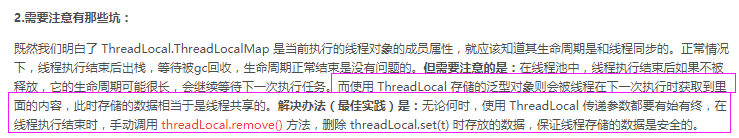 2.需要注意有那些坑：
既然我们明白了 ThreadLocal.ThreadLocalMap 是当前执行的线程对象的成员属性，就应该知道其生命周期是和线程同步的。正常情况
下，线程执行结束后出栈，等待被gc回收，生命周期正常结束是没有问题的。但需要注意的是：在线程池中，线程执行结束后如果不被
释放，它的生命周期可能很长，会继续等待下一次执行任务。而使用 ThreadLocal 存储的泛型对象则会被线程在下一次执行时获取到里
面的内容，此时存储的数据相当于是线程共享的。解决办法（最佳实践）是：无论何时，使用 ThreadLocal 传递参数都要有始有终，在
线程执行结束时，手动调用 threadLocal.remove() 方法，删除 threadLocal.set(t) 时存放的数据，保证线程存储的数据是安全的。